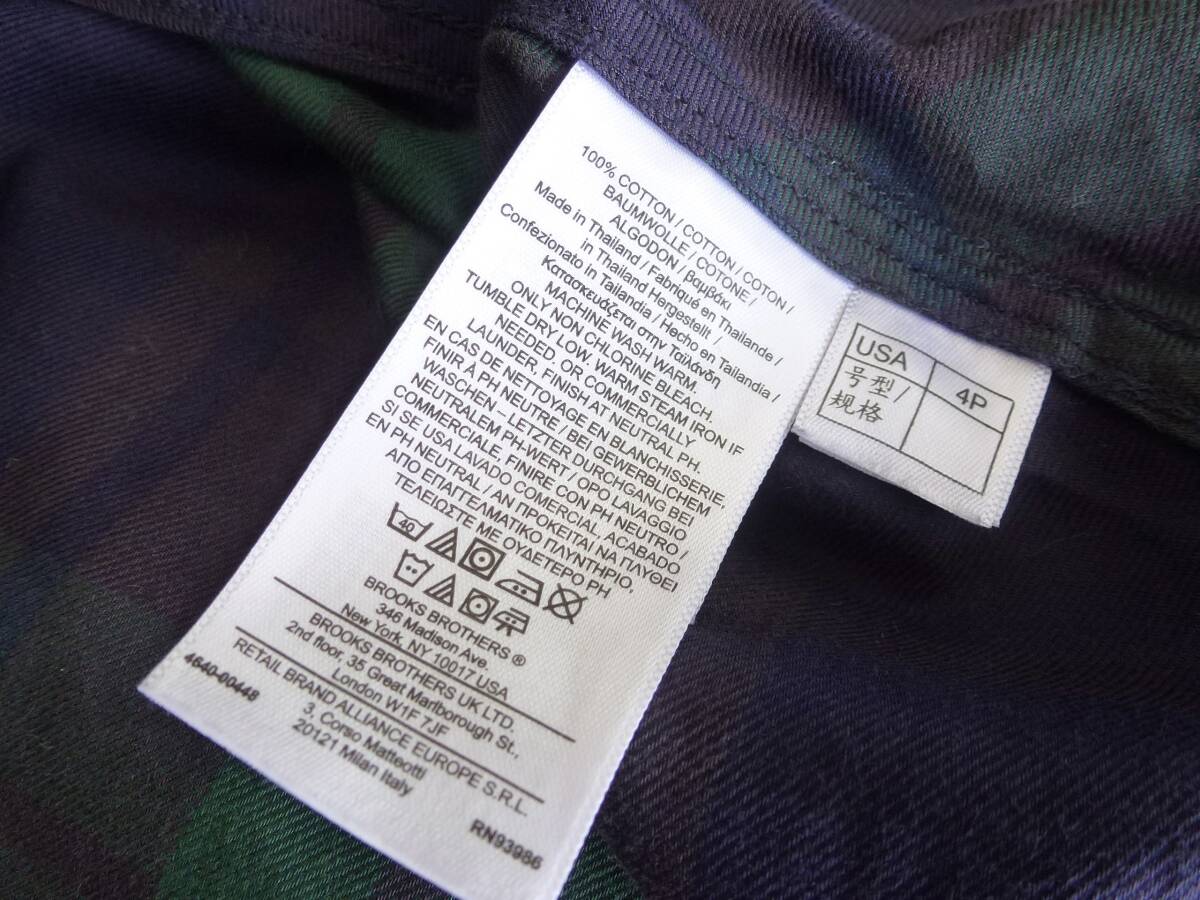 100% COTTON / COTTON / COTON /
BAUMWOLLE / COTONE /
ALGODON / βαμβάκι
Made in Thailand / Fabriqué en Thailande /
in Thailand Hergestellt /
Confezionato in Tailandia / Hecho en Tailandia /
Κατασκευάζεται στην Ταϊλάνδη
MACHINE WASH WARM.
ONLY NON CHLORINE BLEACH.
TUMBLE DRY LOW. WARM STEAM IRON IF
NEEDED. OR COMMERCIALLY
LAUNDER, FINISH AT NEUTRAL PH.
EN CAS DE NETTOYAGE EN BLANCHISSERIE,
FINIR À PH NEUTRE / BEI GEWERBLICHEM
WASCHEN – LETZTER DURCHGANG BEI
NEUTRALEM PH-WERT / OPO LAVAGGIO
COMMERCIALE, FINIRE CON PH NEUTRO /
SI SE USA LAVADO COMERCIAL, ACABADO
EN PH NEUTRAL / ΑΝ ΠΡΟΚΕΙΤΑΙ ΝΑ ΠΛΥΘΕΙ
ΑΠΟ ΕΠΑΓΓΕΛΜΑΤΙΚΟ ΠΛΥΝΤΗΡΙΟ,
ΤΕΛΕΙΩΣΤΕ ΜΕ ΟΥΔΕΤΕΡΟ PH
40
BROOKS BROTHERS ®
346 Madison Ave.
New York, NY 10017 USA
BROOKS BROTHERS UK LTD.
2nd floor, 35 Great Marlborough St.,
London W1F 7JF
RETAIL BRAND ALLIANCE EUROPE S.R.L.
3, Corso Matteotti
20121 Milan Italy
4640-00448
RN93986
USA 4P
号型/
规格